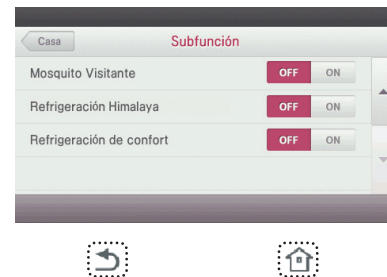 Casa
Subfunción
Mosquito Visitante OFF ON
Refrigeración Himalaya OFF ON
Refrigeración de confort OFF ON